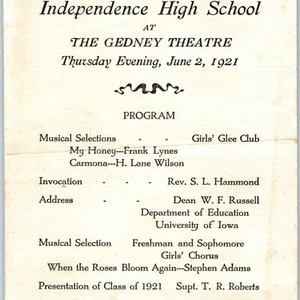 Independence High School
AT
THE GEDNEY THEATRE
Thursday Evening, June 2, 1921
PROGRAM
Musical Selections - - Girls' Glee Club
My Honey---Frank Lynes
Carmona---H. Lane Wilson
Invocation - - Rev. S. L. Hammond
Address - - Dean W. F. Russell
Department of Education
University of Iowa
Musical Selection Freshman and Sophomore
Girls' Chorus
When the Roses Bloom Again---Stephen Adams
Presentation of Class of 1921 Supt. T. R. Roberts